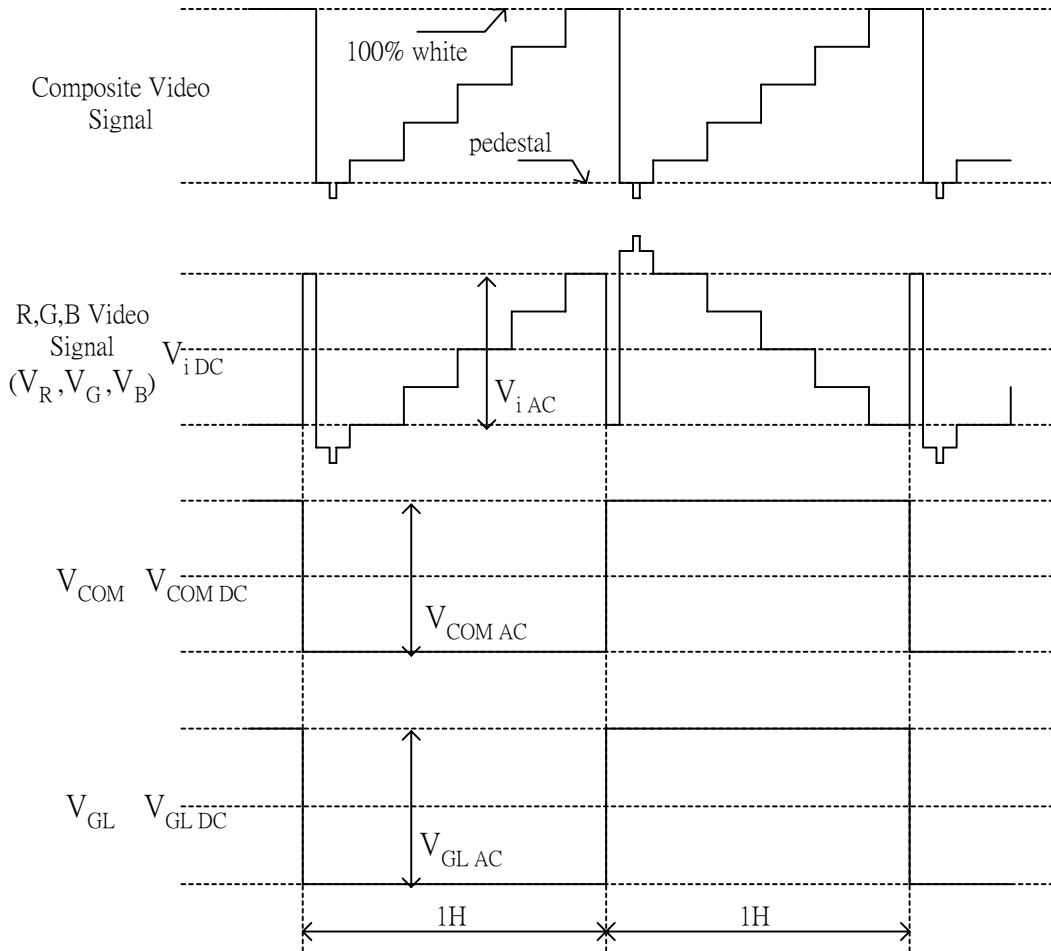 100% white
Composite Video
Signal
pedestal
R,G,B Video
Signal
(V_R ,V_G ,V_B)
V_i DC
V_i AC
V_COM V_COM DC
V_COM AC
V_GL V_GL DC
V_GL AC
1H 1H